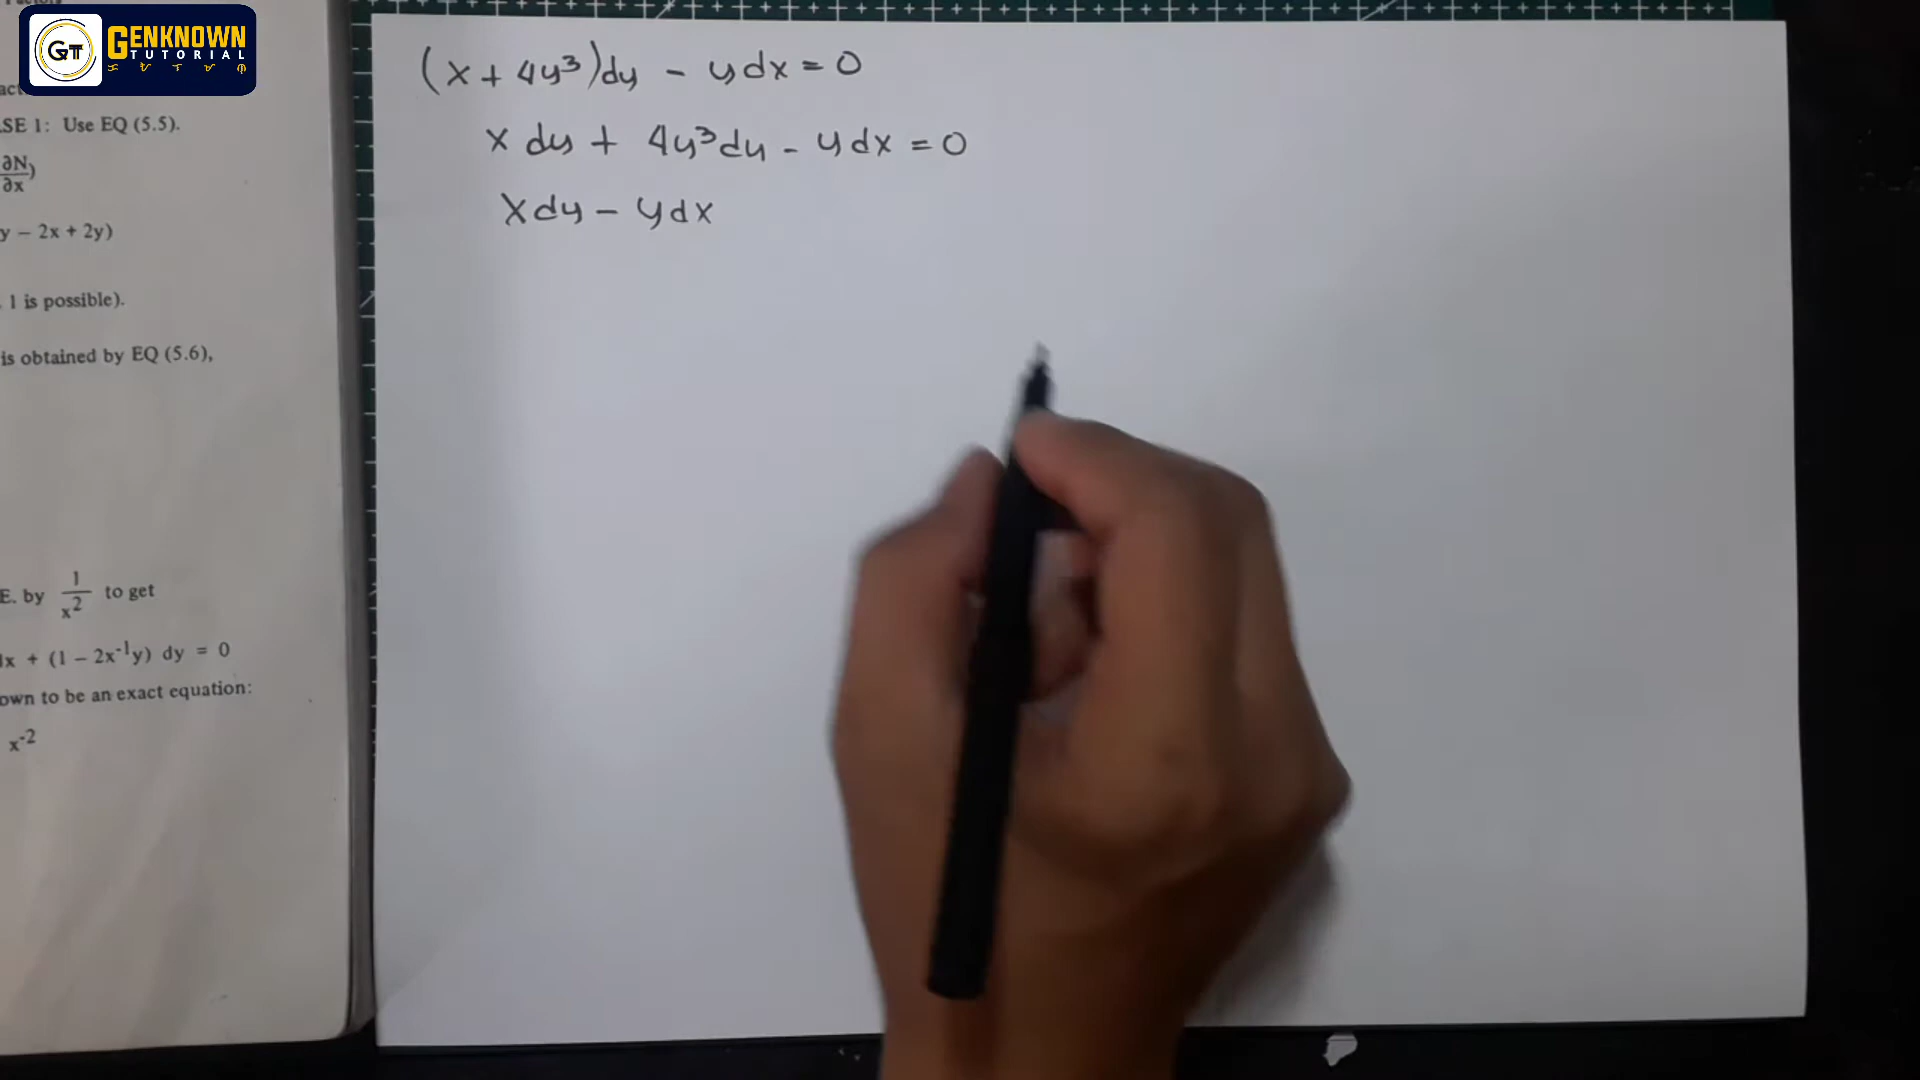 GENKNOWN
TUTORIAL
GT
SE 1: Use EQ (5.5).
∂N
∂x
)
y − 2x + 2y)
1 is possible).
is obtained by EQ (5.6),
E. by 1/x² to get
x + (1 − 2x⁻¹y) dy = 0
own to be an exact equation:
x⁻²
(x + 4y³)dy − ydx = 0
x dy + 4y³dy − ydx = 0
xdy − ydx